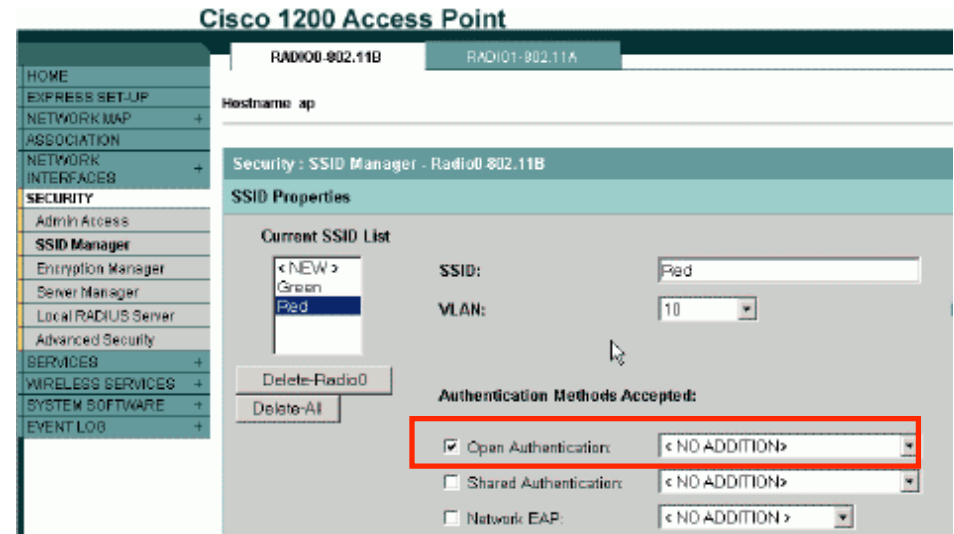 Cisco 1200 Access Point
RADIO0-802.11B
RADIO1-802.11A
HOME
EXPRESS SET-UP
NETWORK MAP +
ASSOCIATION
NETWORK
INTERFACES +
SECURITY
Admin Access
SSID Manager
Encryption Manager
Server Manager
Local RADIUS Server
Advanced Security
SERVICES +
WIRELESS SERVICES +
SYSTEM SOFTWARE +
EVENT LOG +
Hostname ap
Security : SSID Manager - Radio0-802.11B
SSID Properties
Current SSID List
< NEW >
Green
Red
Delete-Radio0
Delete-All
SSID: Red
VLAN: 10
Authentication Methods Accepted:
Open Authentication: < NO ADDITION>
Shared Authentication: < NO ADDITION>
Network EAP: < NO ADDITION >